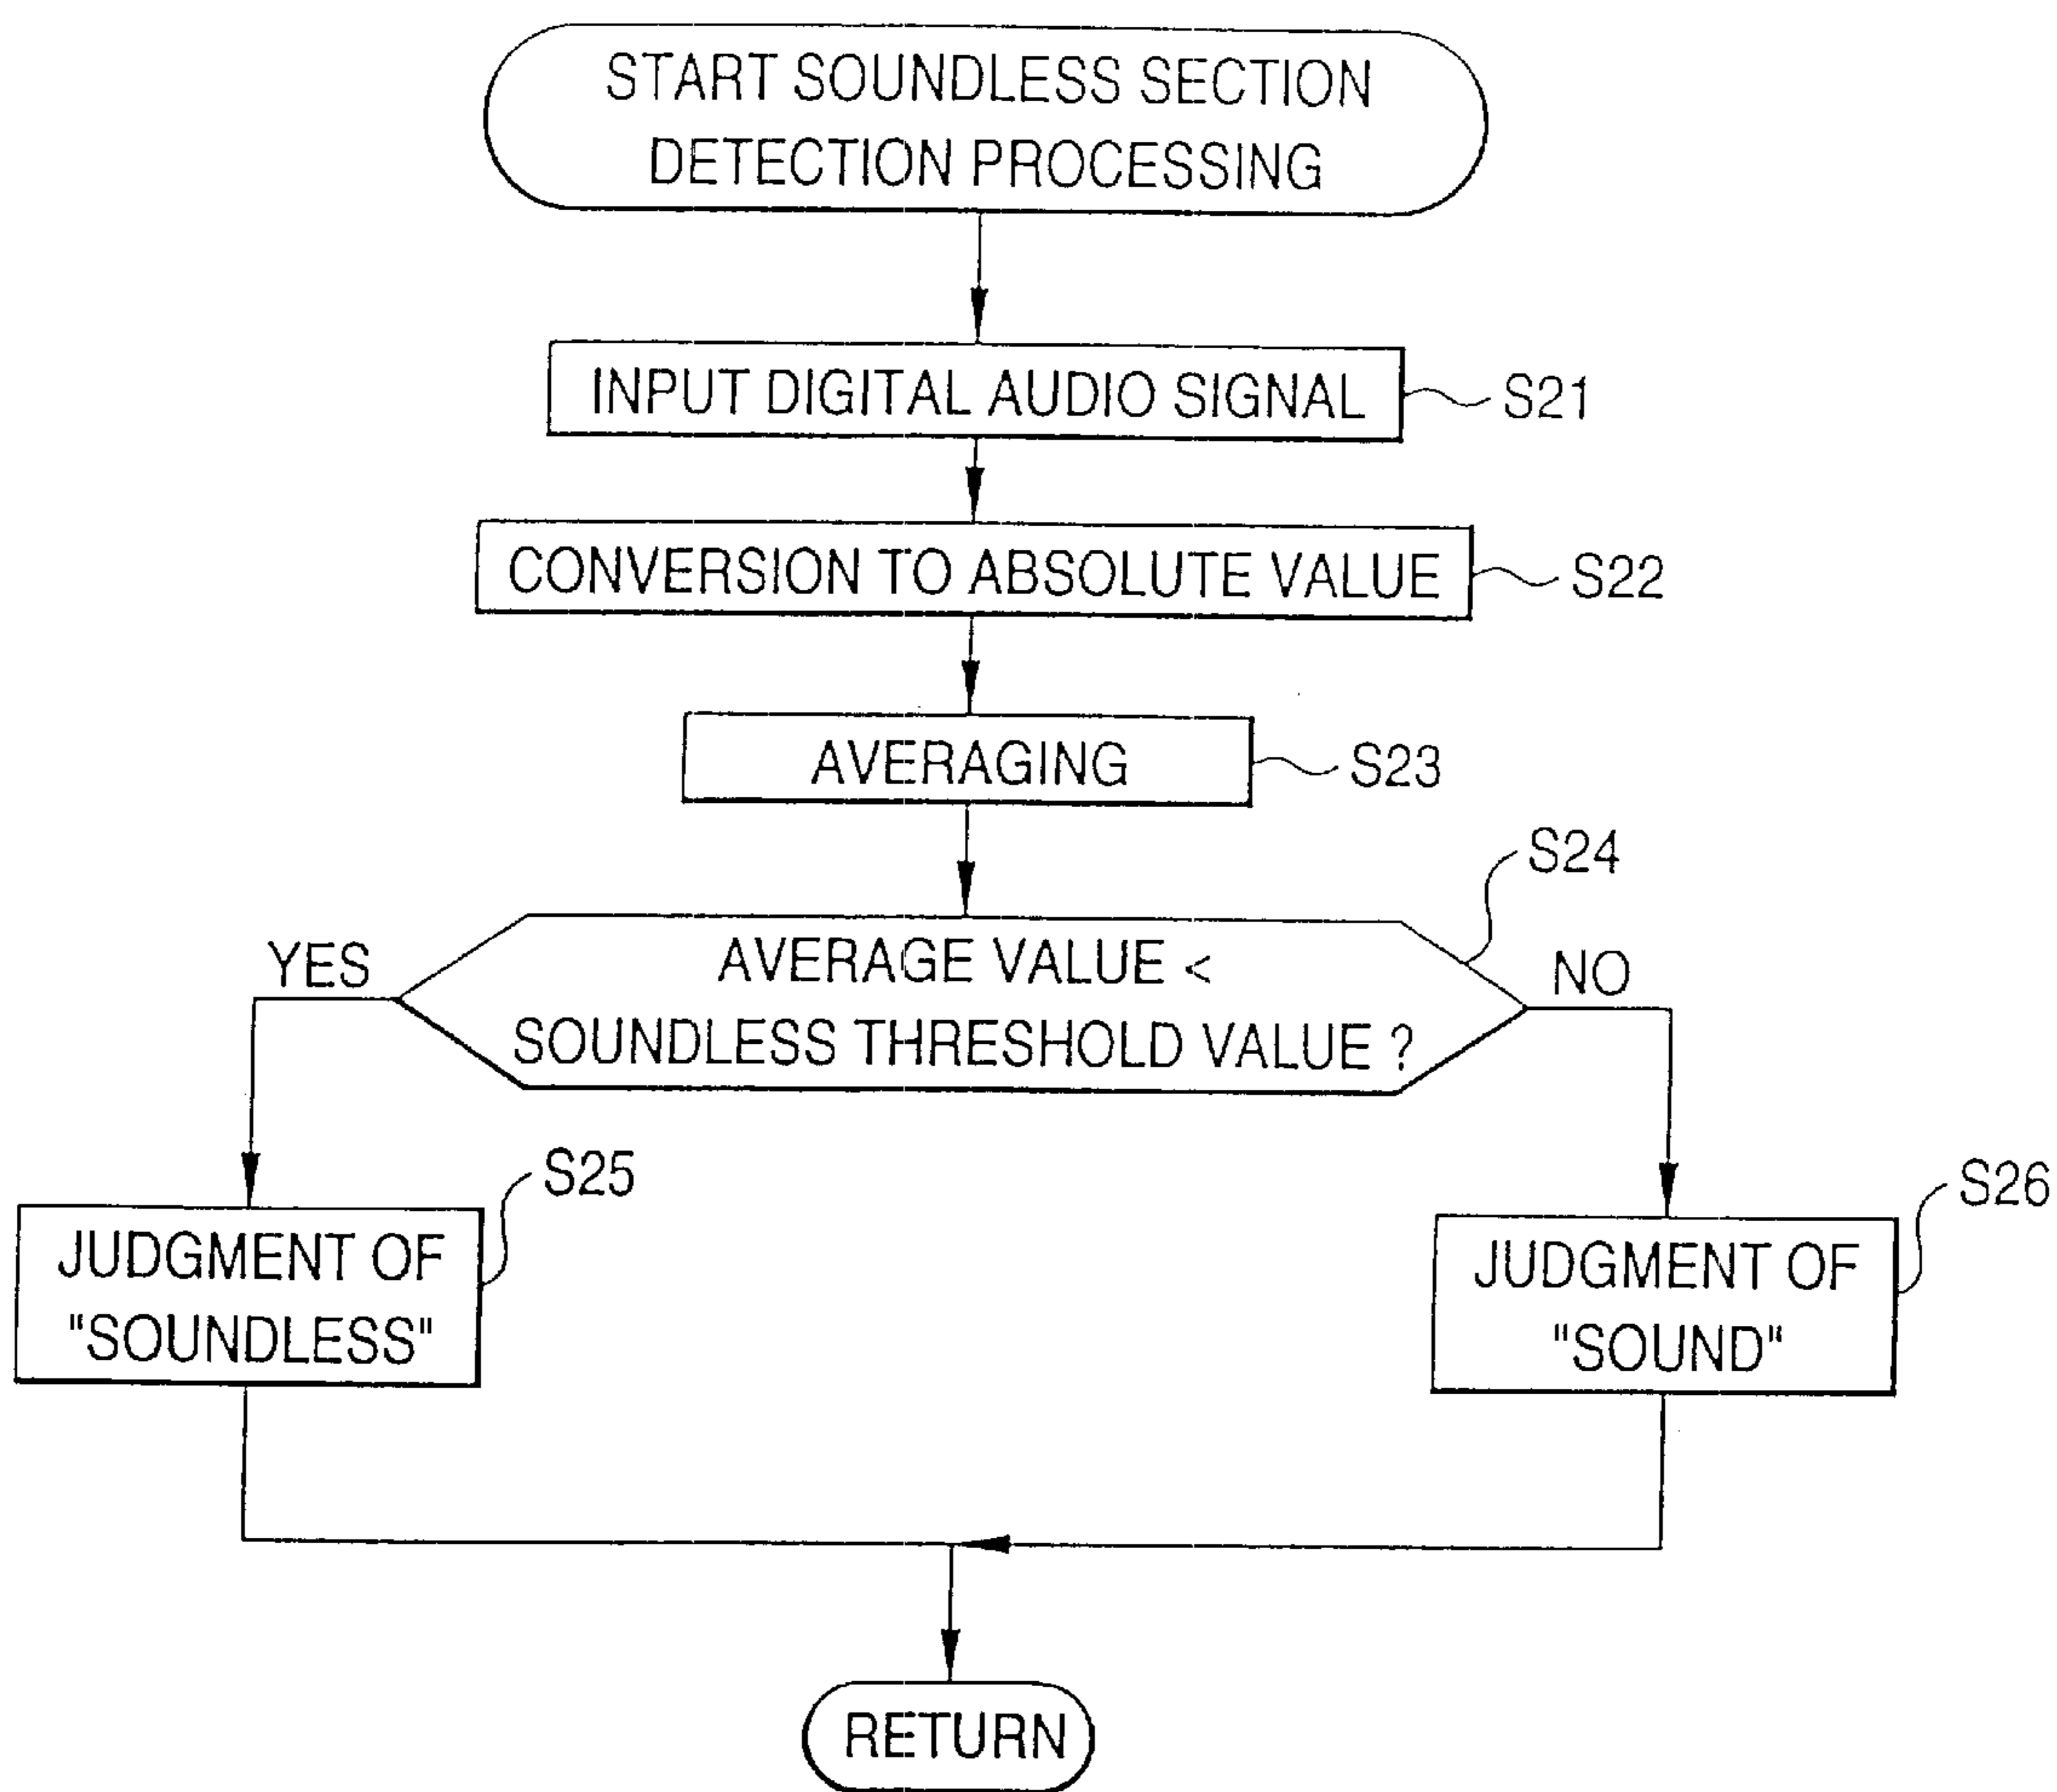 START SOUNDLESS SECTION
DETECTION PROCESSING
INPUT DIGITAL AUDIO SIGNAL
S21
CONVERSION TO ABSOLUTE VALUE
S22
AVERAGING
S23
S24
AVERAGE VALUE <
SOUNDLESS THRESHOLD VALUE ?
YES
NO
S25
JUDGMENT OF
"SOUNDLESS"
S26
JUDGMENT OF
"SOUND"
RETURN